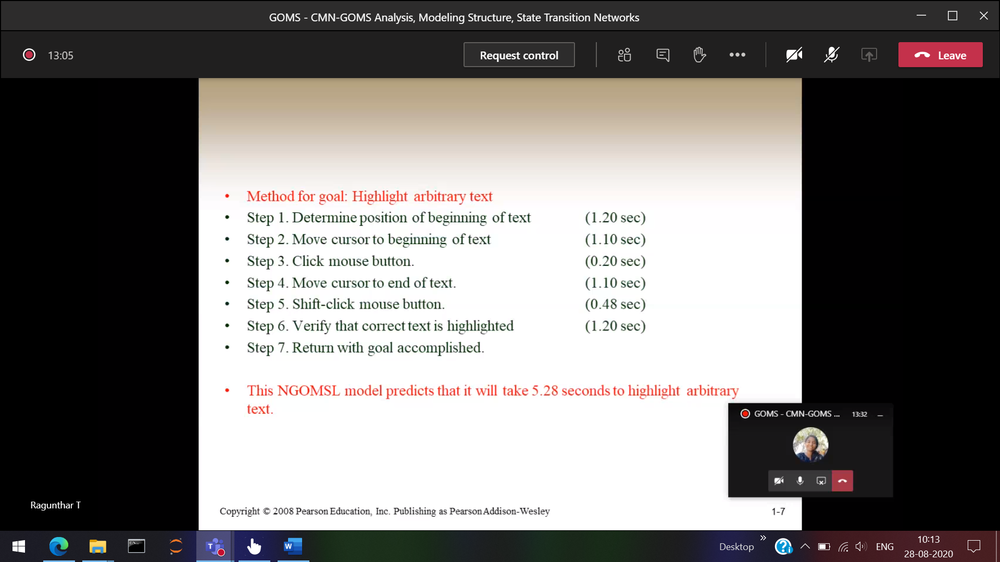 GOMS - CMN-GOMS Analysis, Modeling Structure, State Transition Networks
13:05
Request control
Leave
• Method for goal: Highlight arbitrary text
• Step 1. Determine position of beginning of text (1.20 sec)
• Step 2. Move cursor to beginning of text (1.10 sec)
• Step 3. Click mouse button. (0.20 sec)
• Step 4. Move cursor to end of text. (1.10 sec)
• Step 5. Shift-click mouse button. (0.48 sec)
• Step 6. Verify that correct text is highlighted (1.20 sec)
• Step 7. Return with goal accomplished.
• This NGOMSL model predicts that it will take 5.28 seconds to highlight arbitrary
text.
GOMS - CMN-GOMS ... 13:32
Ragunthar T
Copyright © 2008 Pearson Education, Inc. Publishing as Pearson Addison-Wesley
1-7
Desktop
ENG
10:13
28-08-2020